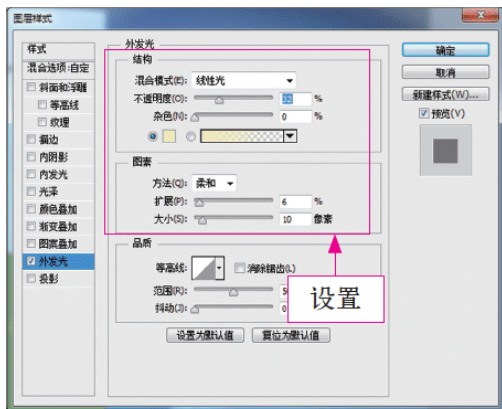 图层样式
样式
混合选项:自定
斜面和浮雕
等高线
纹理
描边
内阴影
内发光
光泽
颜色叠加
渐变叠加
图案叠加
外发光
投影
外发光
结构
混合模式(E): 线性光
不透明度(O): 32 %
杂色(N): 0 %
图素
方法(Q): 柔和
扩展(P): 6 %
大小(S): 10 像素
品质
等高线: 消除锯齿(L)
范围(R):
抖动(J): 0
设置为默认值 复位为默认值
设置
确定
取消
新建样式(W)...
预览(V)